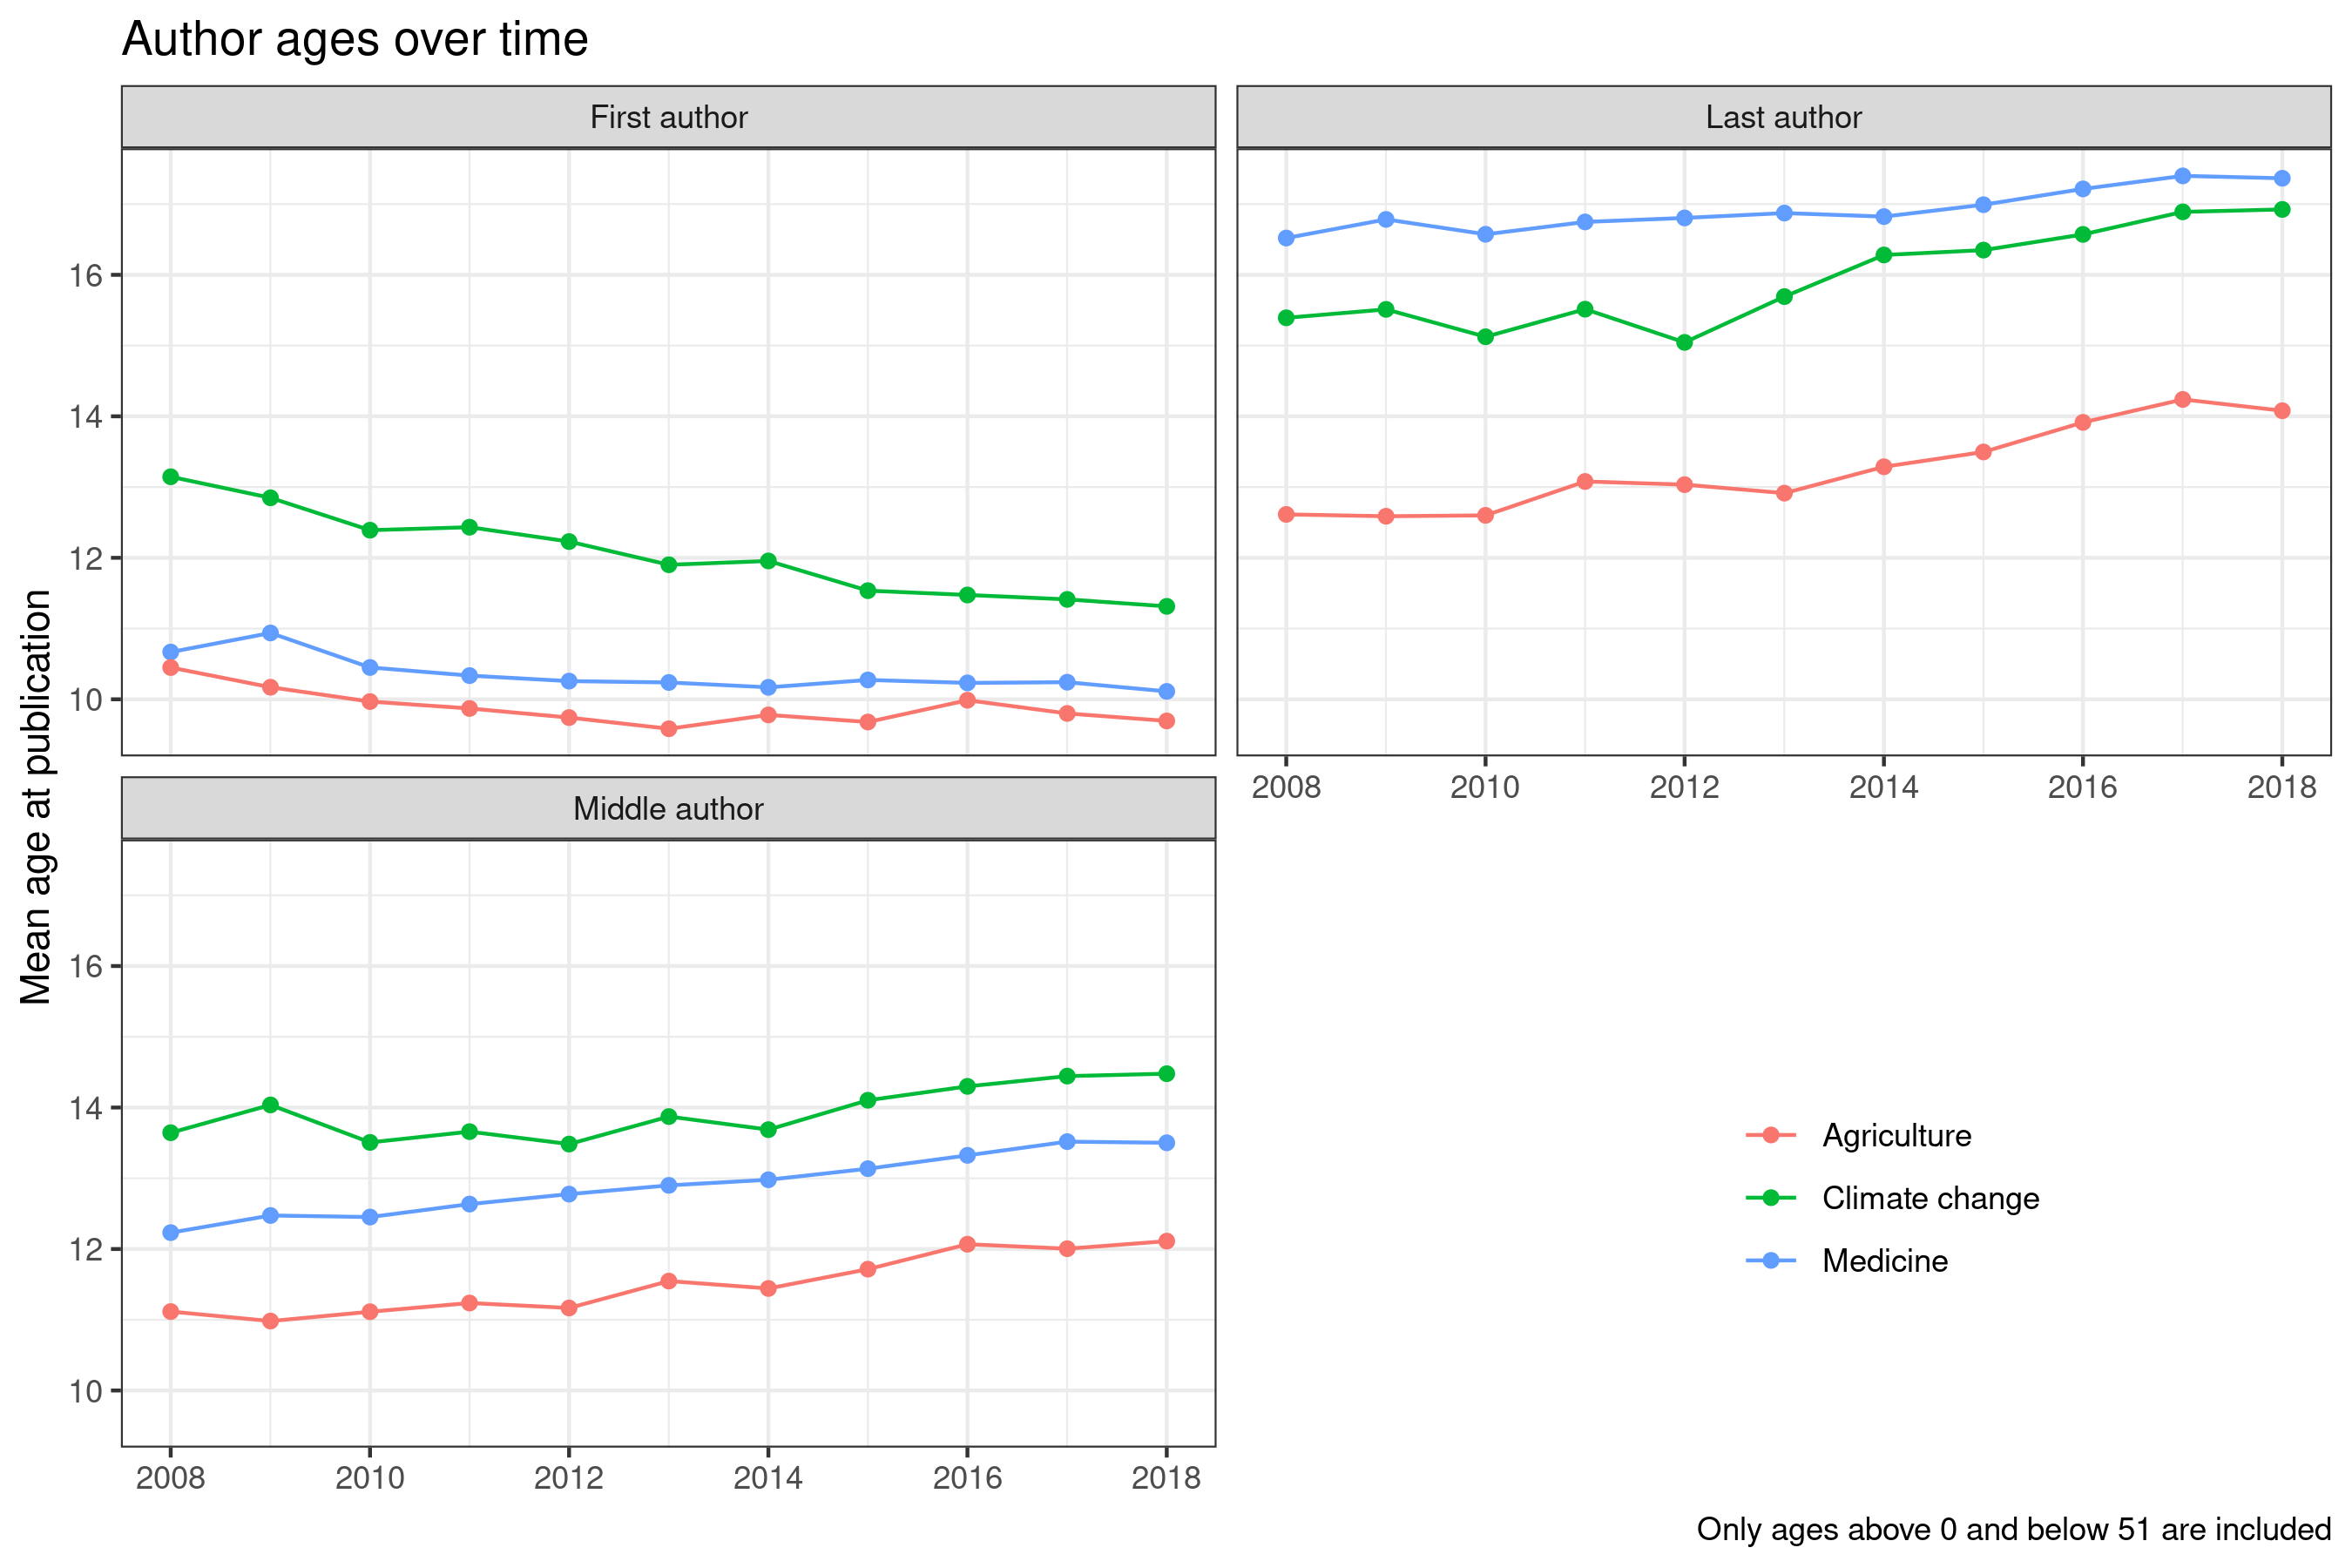 Author ages over time
First author
Last author
16
14
12
10
2008 2010 2012 2014 2016 2018
Mean age at publication
Middle author
16
14
12
10
2008 2010 2012 2014 2016 2018
Agriculture
Climate change
Medicine
Only ages above 0 and below 51 are included